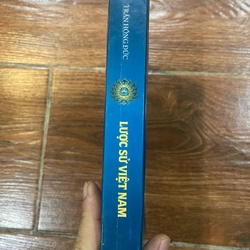 TRẦN HỒNG ĐỨC
LƯỢC SỬ VIỆT NAM